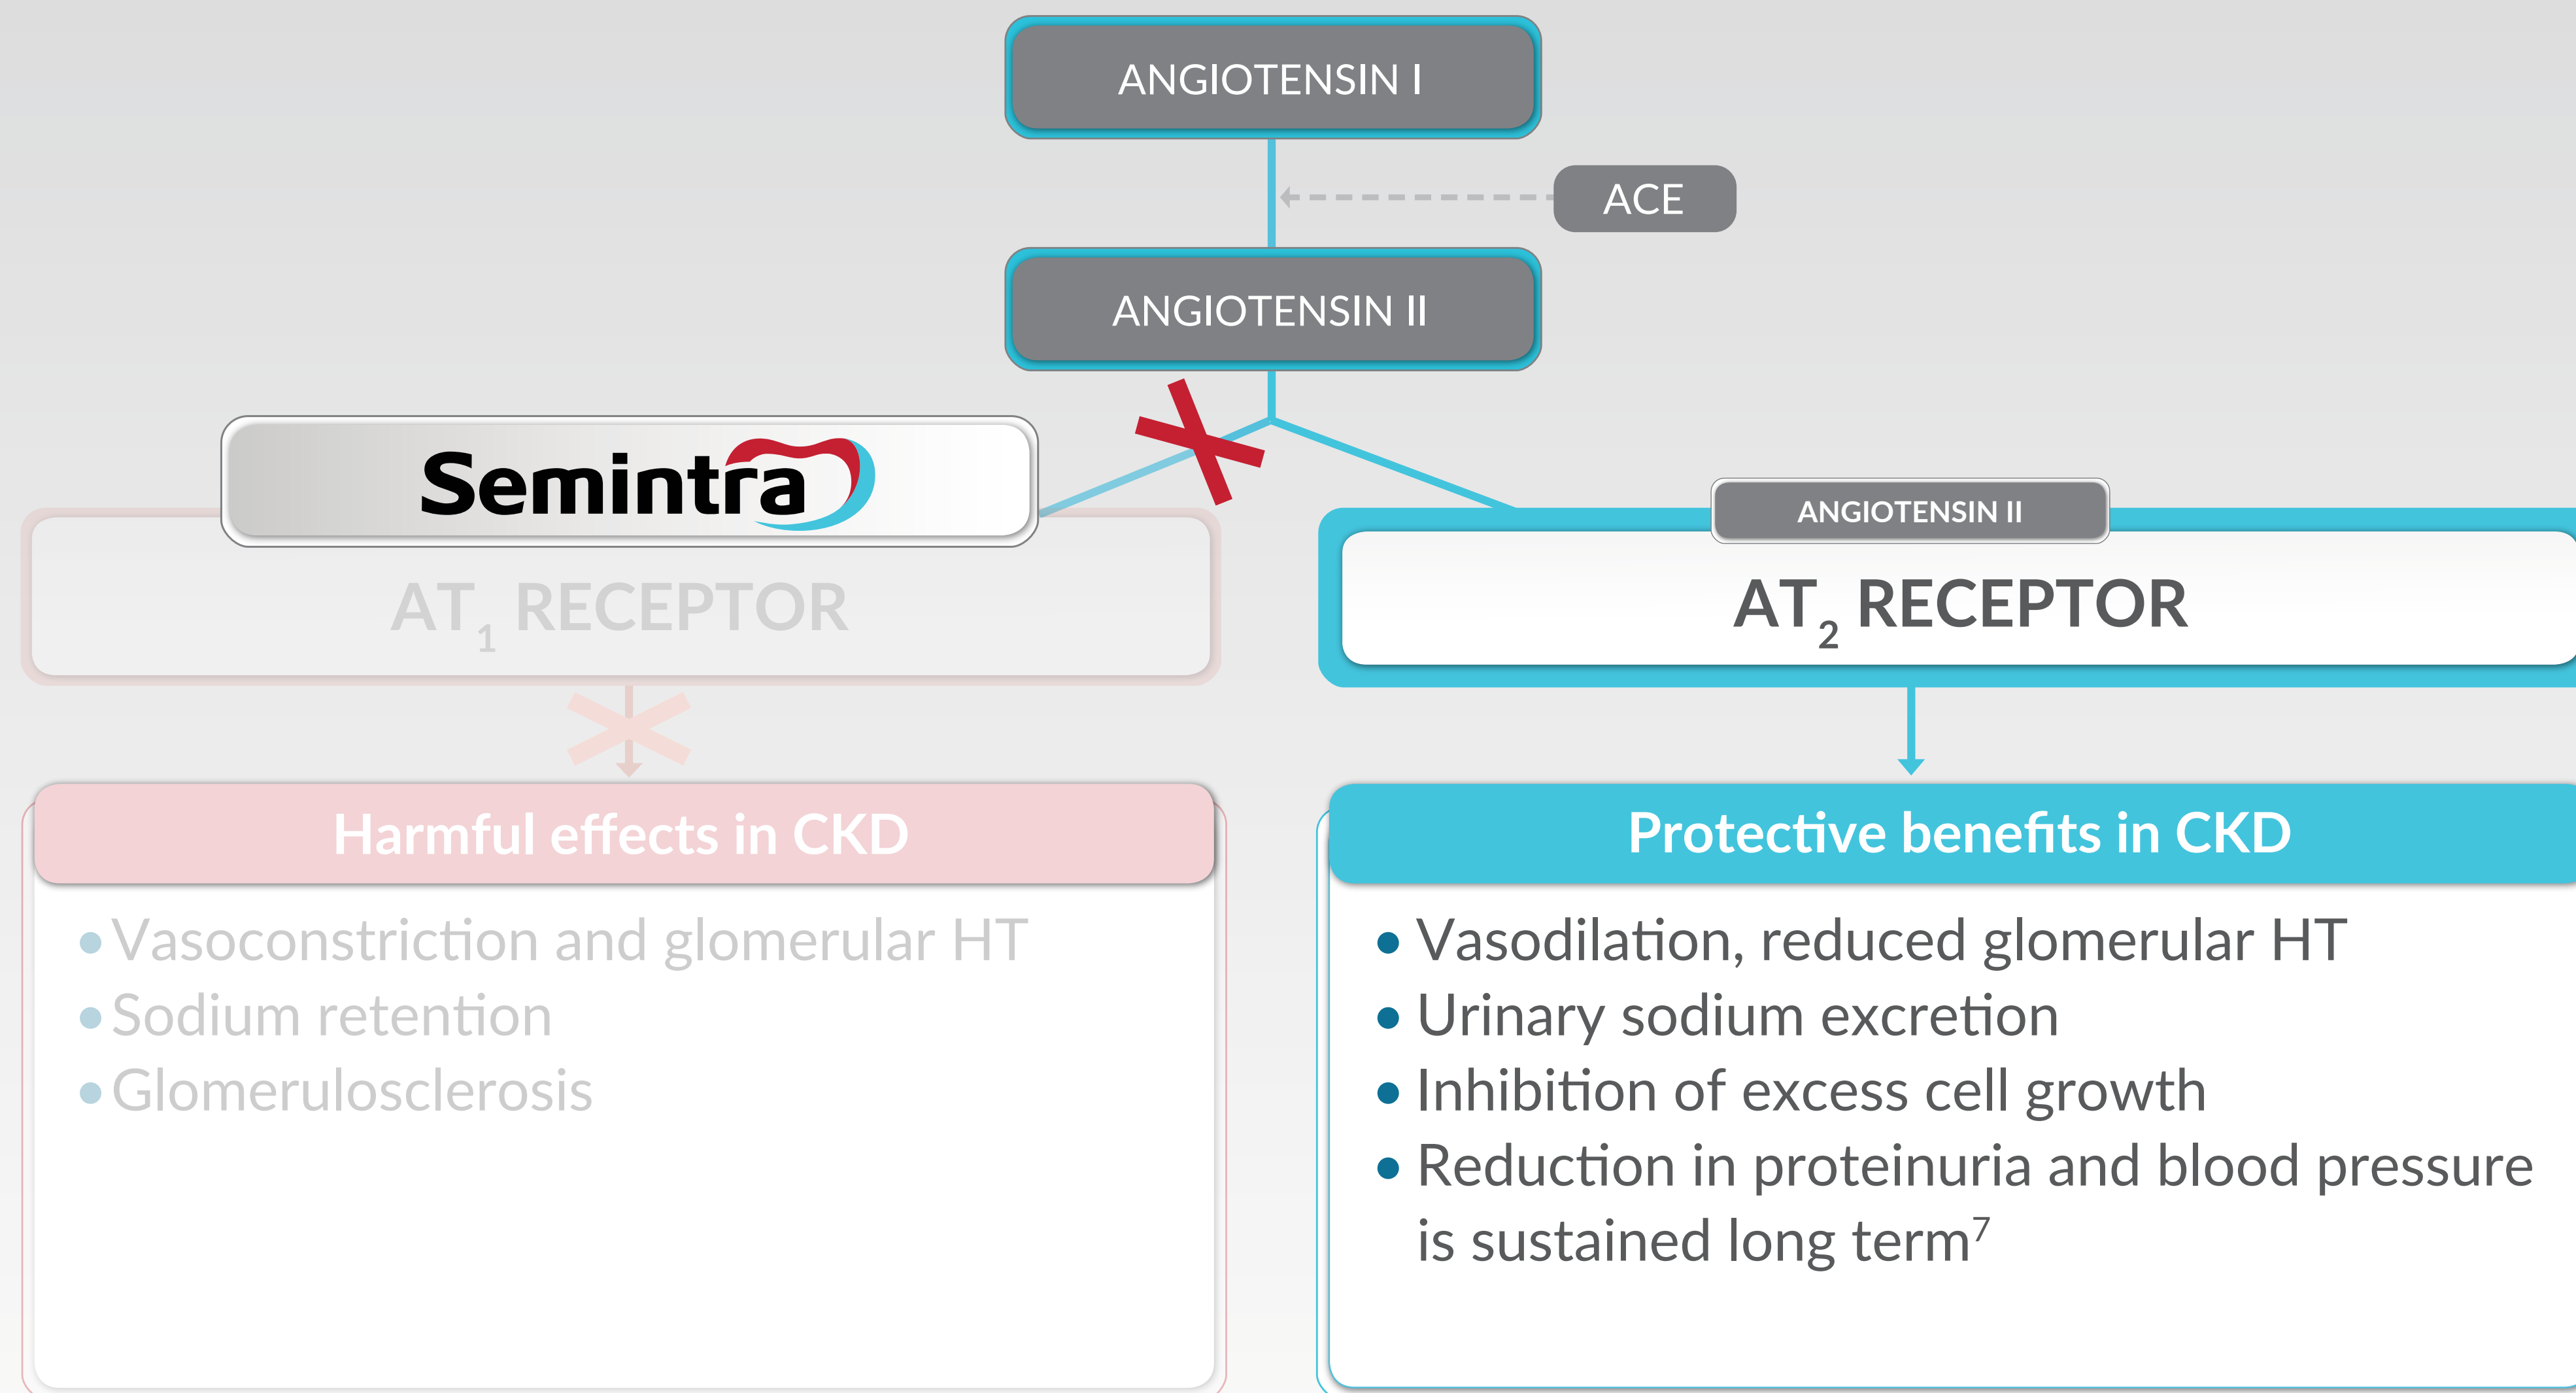 ANGIOTENSIN I
ACE
ANGIOTENSIN II
Semintra
ANGIOTENSIN II
AT₁ RECEPTOR
AT₂ RECEPTOR
Harmful effects in CKD
• Vasoconstriction and glomerular HT
• Sodium retention
• Glomerulosclerosis
Protective benefits in CKD
• Vasodilation, reduced glomerular HT
• Urinary sodium excretion
• Inhibition of excess cell growth
• Reduction in proteinuria and blood pressure
is sustained long term⁷